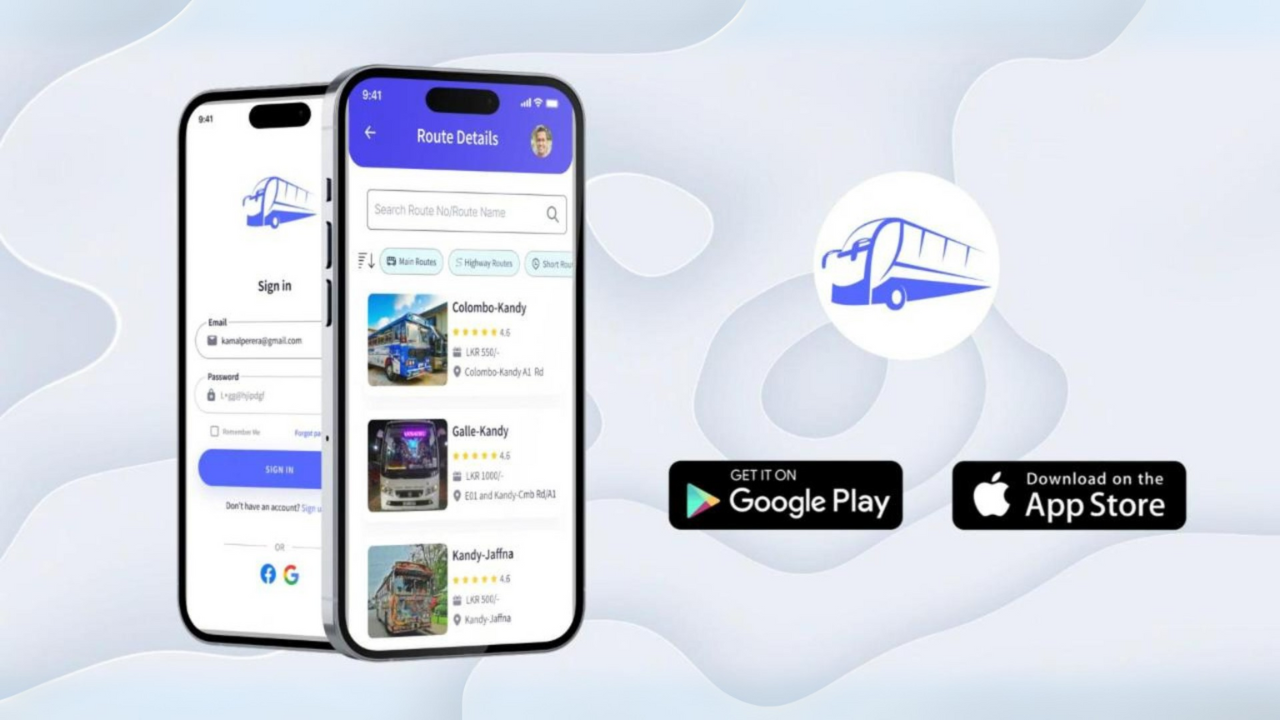 9:41
Sign in
Email
kamalperera@gmail.com
Password
Remember Me
Forgot pa
SIGN IN
Don't have an account? Sign u
OR
9:41
Route Details
Search Route No/Route Name
Main Routes
Highway Routes
Short Rou
Colombo-Kandy
4.6
LKR 550/-
Colombo-Kandy A1 Rd
Galle-Kandy
4.6
LKR 1000/-
E01 and Kandy-Cmb Rd/A1
Kandy-Jaffna
4.6
LKR 500/-
Kandy-Jaffna
GET IT ON
Google Play
Download on the
App Store